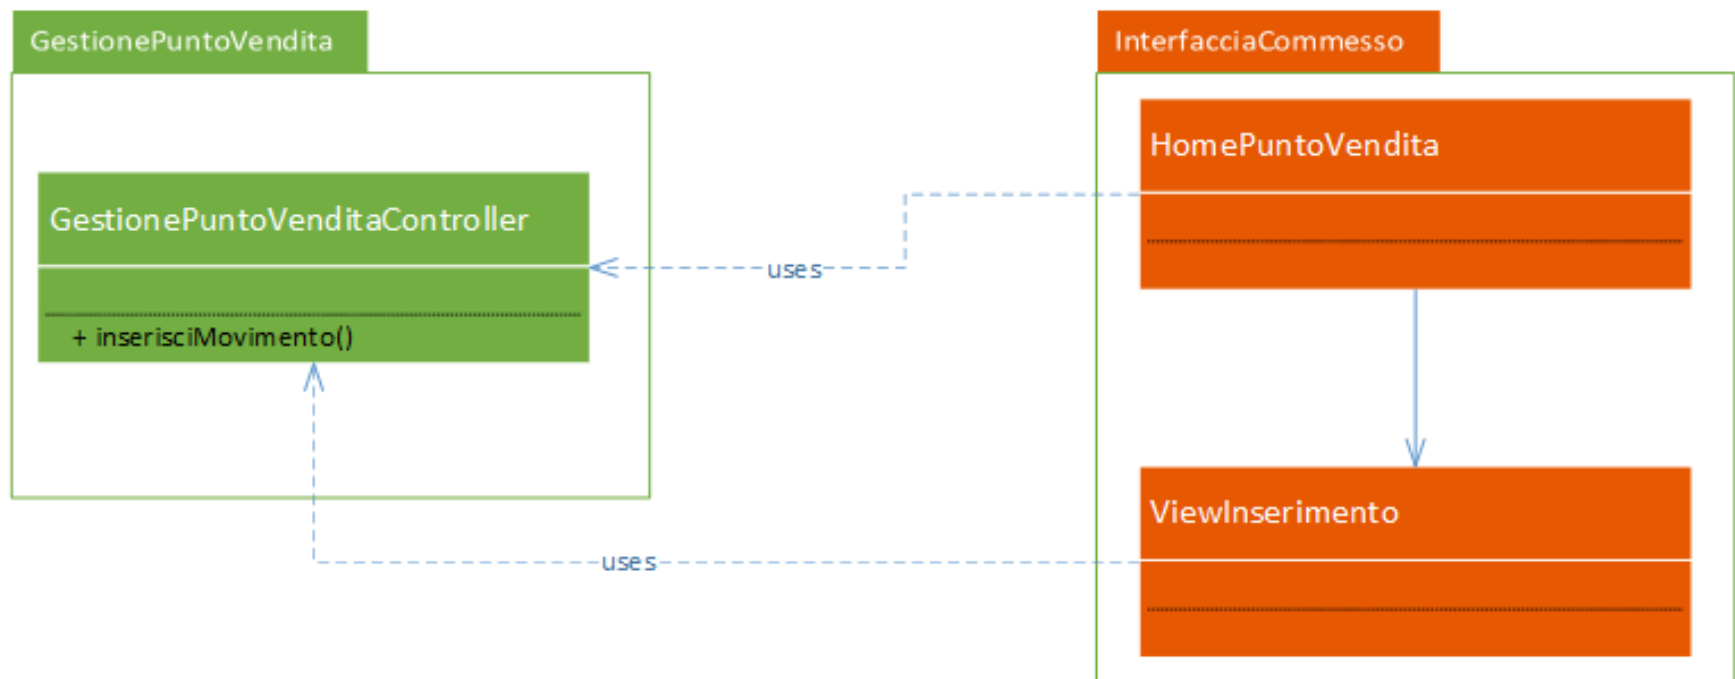 GestionePuntoVendita
InterfacciaCommesso
HomePuntoVendita
GestionePuntoVenditaController
uses
+ inserisciMovimento()
ViewInserimento
uses